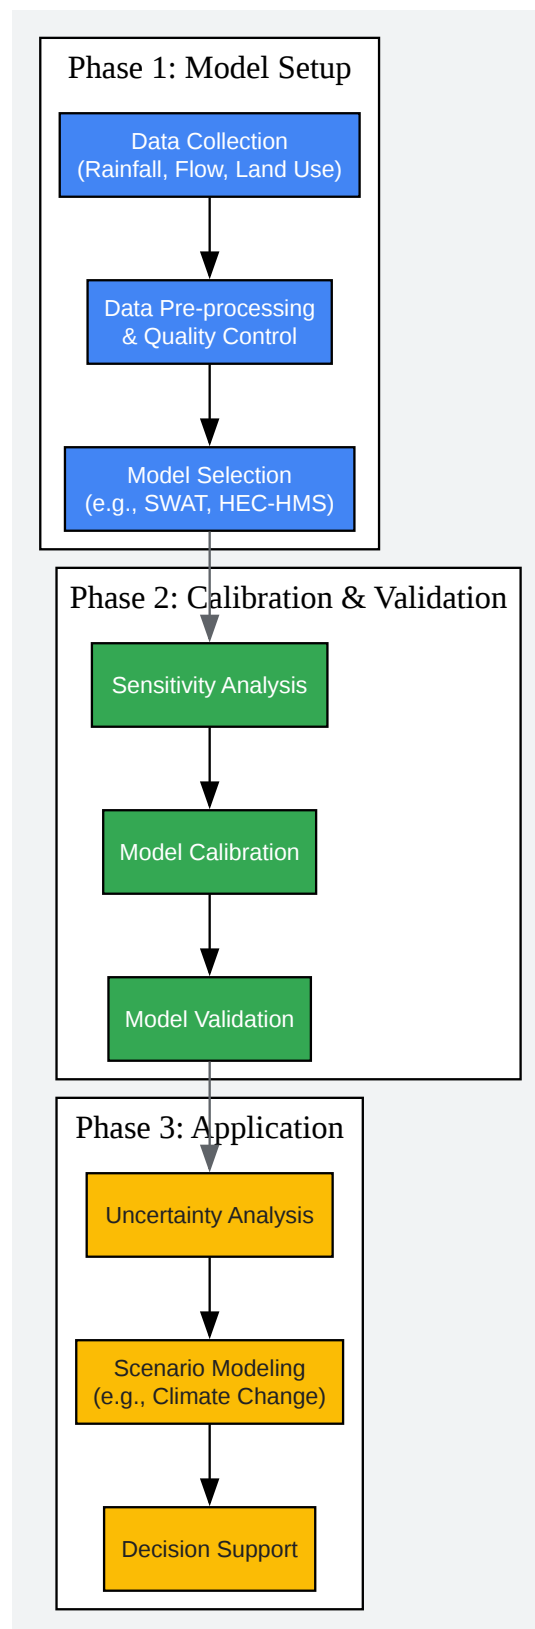 Phase 1: Model Setup
Data Collection
(Rainfall, Flow, Land Use)
Data Pre-processing
& Quality Control
Model Selection
(e.g., SWAT, HEC-HMS)
Phase 2: Calibration & Validation
Sensitivity Analysis
Model Calibration
Model Validation
Phase 3: Application
Uncertainty Analysis
Scenario Modeling
(e.g., Climate Change)
Decision Support